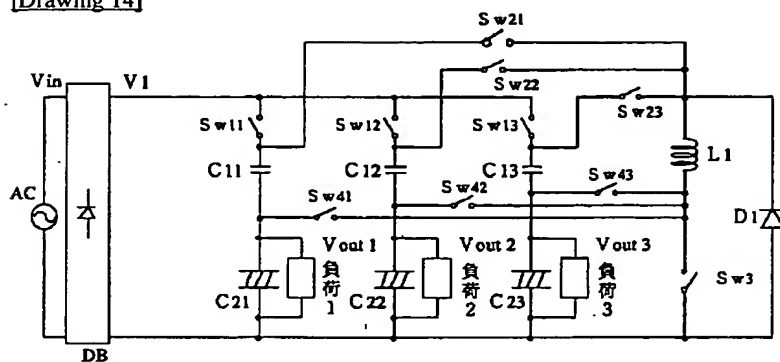 [Drawing 14]
Sw21
Vin
V1
Sw22
Sw23
Sw11
Sw12
Sw13
L1
C11
C12
C13
Sw43
AC
Sw41
Sw42
D1
Vout 1
Vout 2
Vout 3
負荷1
負荷2
負荷3
C21
C22
C23
Sw3
DB